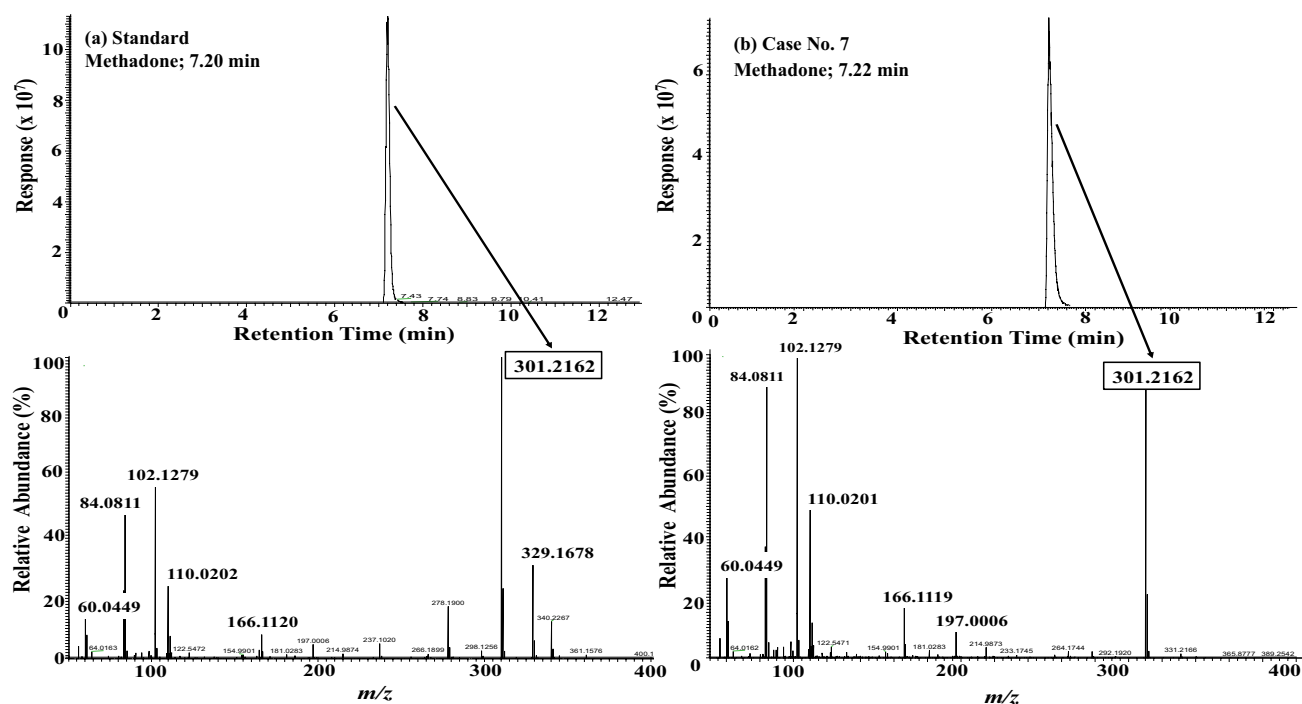 (a) Standard
Methadone; 7.20 min
Response (x 10⁷)
10
8
6
4
2
0
7.43 7.74 8.83 9.79 10.41 12.47
0 2 4 6 8 10 12
Retention Time (min)
(b) Case No. 7
Methadone; 7.22 min
Response (x 10⁷)
6
4
2
0
0 2 4 6 8 10 12
Retention Time (min)
Relative Abundance (%)
100
80
60
40
20
0
301.2162
102.1279
84.0811
329.1678
110.0202
60.0449
278.1900
166.1120
340.2267
64.0163 122.5472 154.9901 181.0283 197.0006 214.9874 237.1020 266.1899 298.1256 361.1576 400.1
100 200 300 400
m/z
Relative Abundance (%)
100
80
60
40
20
0
102.1279
84.0811
301.2162
110.0201
60.0449
166.1119
197.0006
64.0162 122.5471 154.9901 181.0283 214.9873 233.1745 264.1744 292.1920 331.2166 365.8777 389.2542
100 200 300 400
m/z